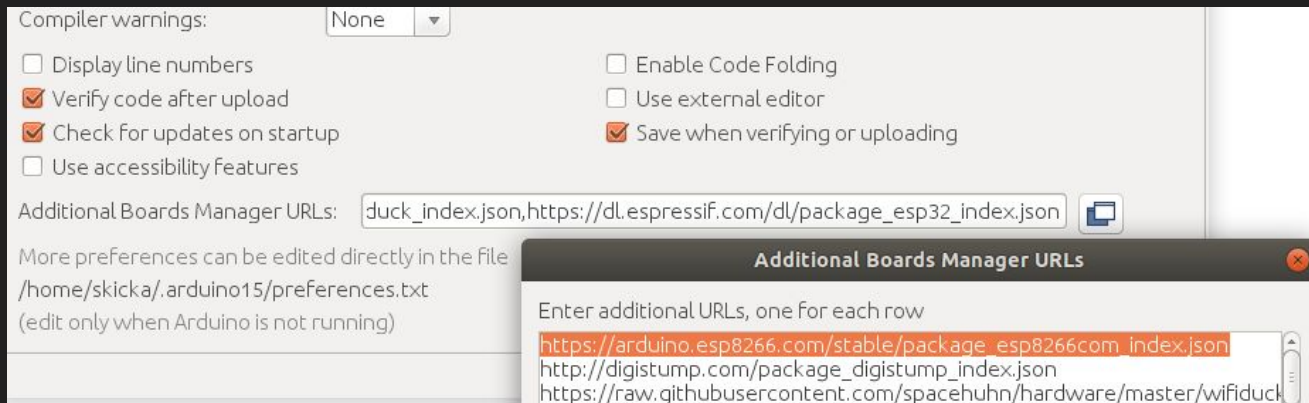 Compiler warnings: None
Display line numbers
Enable Code Folding
Verify code after upload
Use external editor
Check for updates on startup
Save when verifying or uploading
Use accessibility features
Additional Boards Manager URLs: duck_index.json,https://dl.espressif.com/dl/package_esp32_index.json
More preferences can be edited directly in the file
/home/skicka/.arduino15/preferences.txt
(edit only when Arduino is not running)
Additional Boards Manager URLs
Enter additional URLs, one for each row
https://arduino.esp8266.com/stable/package_esp8266com_index.json
http://digistump.com/package_digistump_index.json
https://raw.githubusercontent.com/spacehuhn/hardware/master/wifiduck